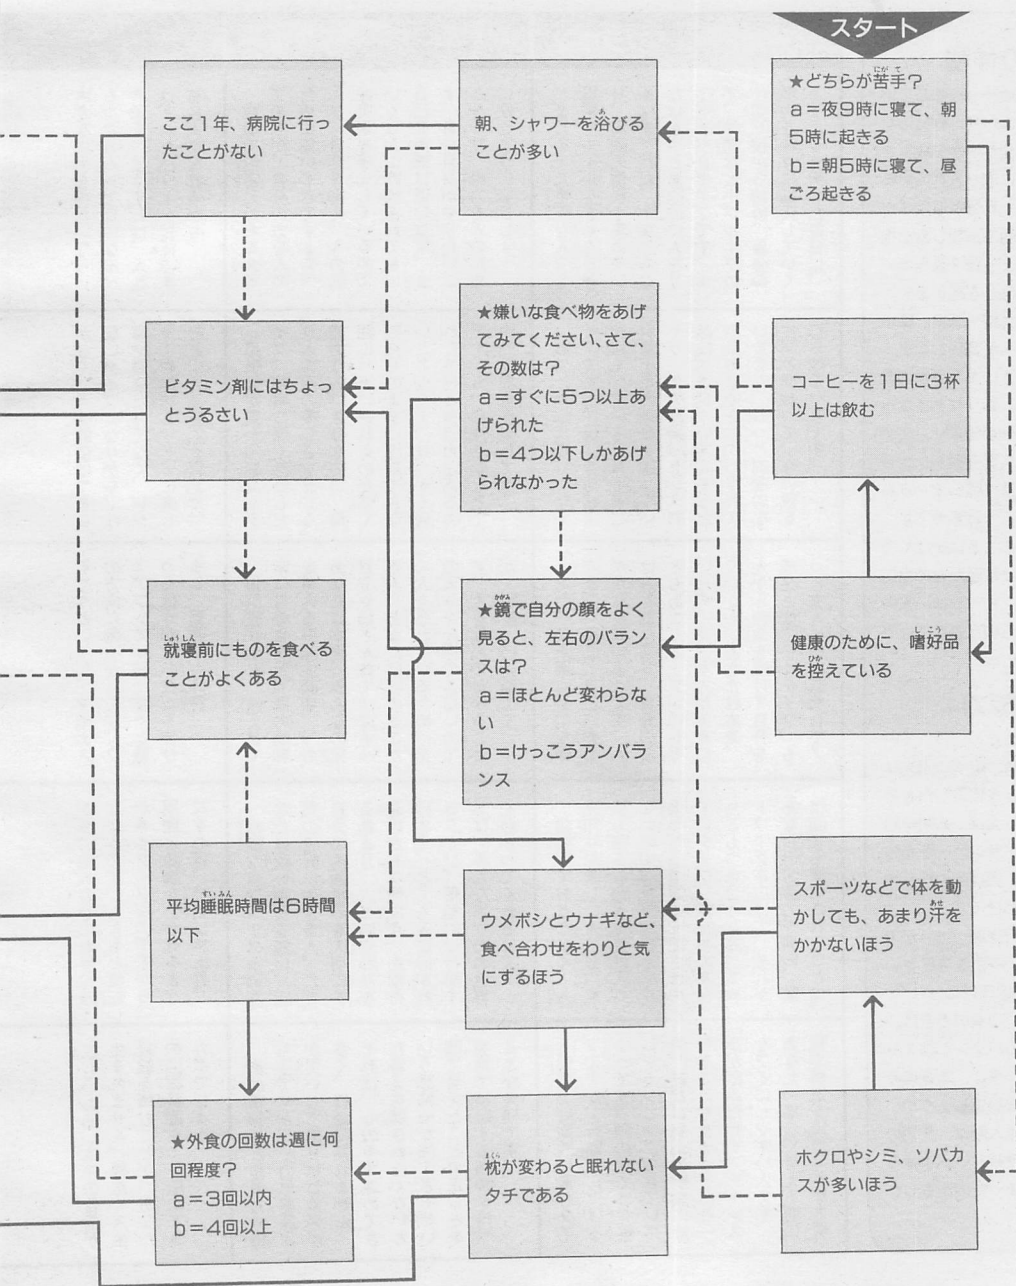 スタート
★どちらが苦手?
a=夜9時に寝て、朝
5時に起きる
b=朝5時に寝て、昼
ごろ起きる
朝、シャワーを浴びる
ことが多い
ここ1年、病院に行っ
たことがない
コーヒーを1日に3杯
以上は飲む
★嫌いな食べ物をあげ
てみてください、さて、
その数は?
a=すぐに5つ以上あ
げられた
b=4つ以下しかあげ
られなかった
ビタミン剤にはちょっ
とうるさい
健康のために、嗜好品
を控えている
★鏡で自分の顔をよく
見ると、左右のバラン
スは?
a=ほとんど変わらな
い
b=けっこうアンバラ
ンス
就寝前にものを食べる
ことがよくある
スポーツなどで体を動
かしても、あまり汗を
かかないほう
ウメボシとウナギなど、
食べ合わせをわりと気
にするほう
平均睡眠時間は6時間
以下
ホクロやシミ、ソバカ
スが多いほう
枕が変わると眠れない
タチである
★外食の回数は週に何
回程度?
a=3回以内
b=4回以上